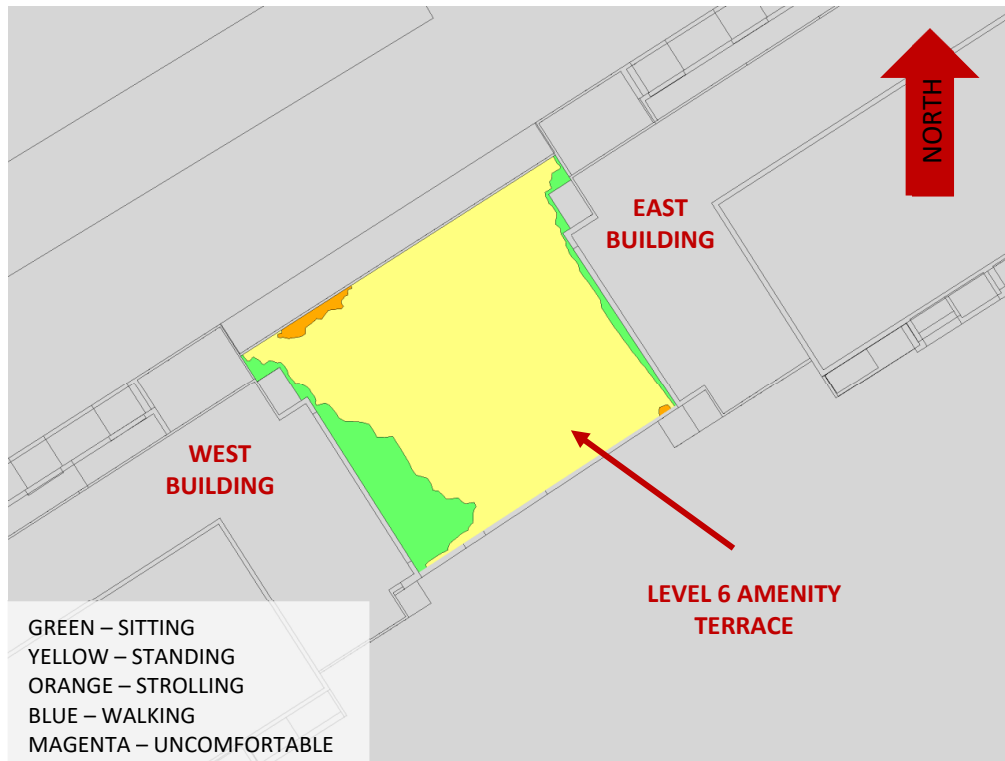 NORTH
EAST
BUILDING
WEST
BUILDING
LEVEL 6 AMENITY
TERRACE
GREEN – SITTING
YELLOW – STANDING
ORANGE – STROLLING
BLUE – WALKING
MAGENTA – UNCOMFORTABLE